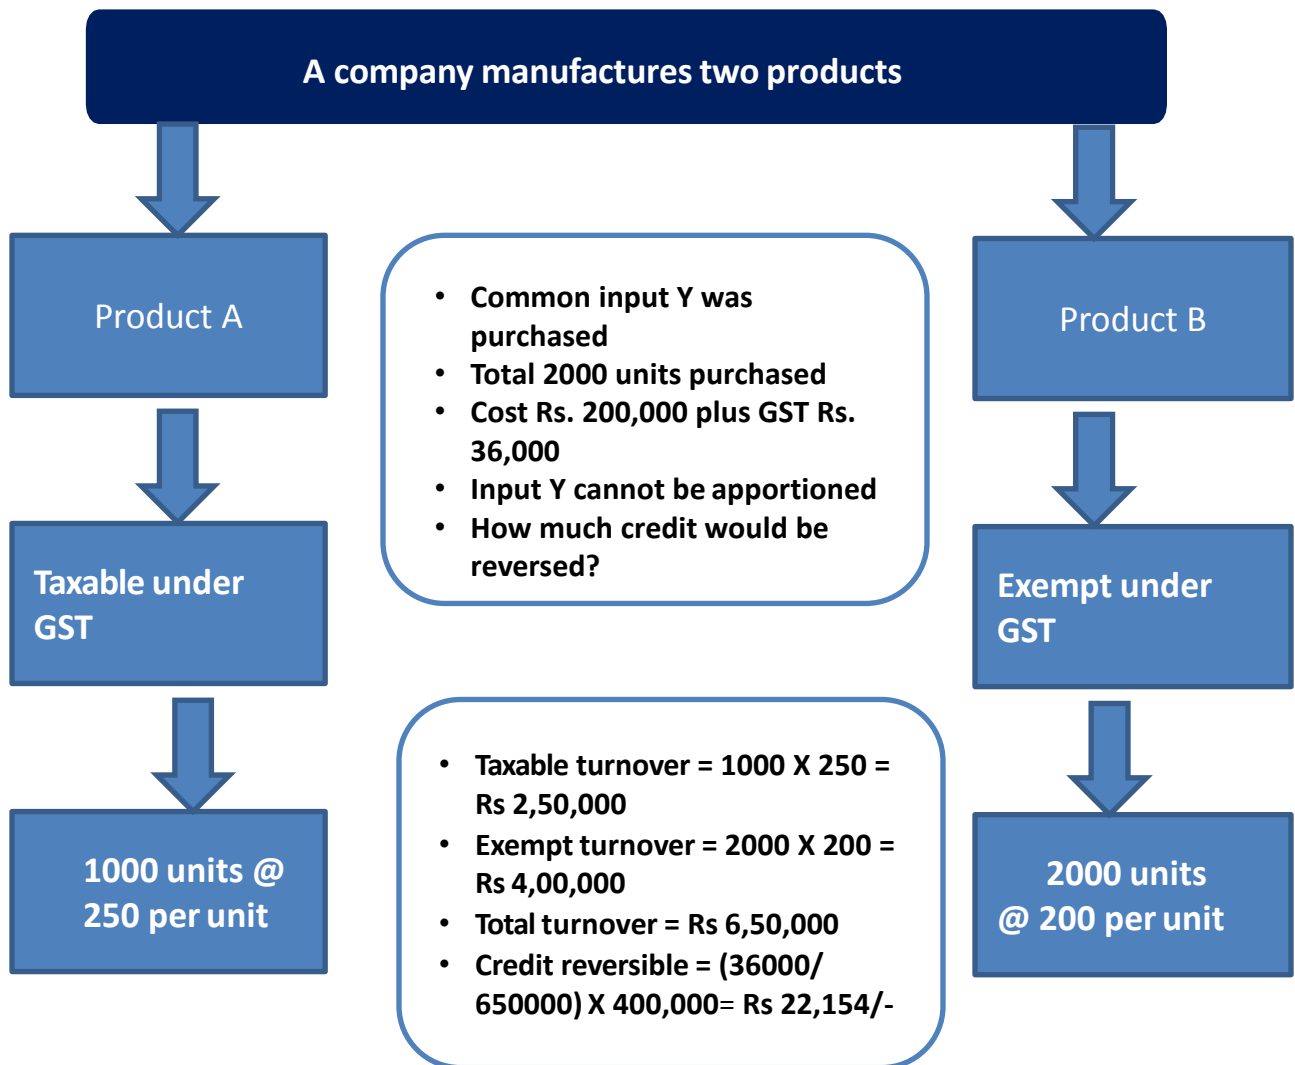 A company manufactures two products
Product A
• Common input Y was
purchased
• Total 2000 units purchased
• Cost Rs. 200,000 plus GST Rs.
36,000
• Input Y cannot be apportioned
• How much credit would be
reversed?
Product B
Taxable under
GST
Exempt under
GST
1000 units @
250 per unit
• Taxable turnover = 1000 X 250 =
Rs 2,50,000
• Exempt turnover = 2000 X 200 =
Rs 4,00,000
• Total turnover = Rs 6,50,000
• Credit reversible = (36000/
650000) X 400,000= Rs 22,154/-
2000 units
@ 200 per unit